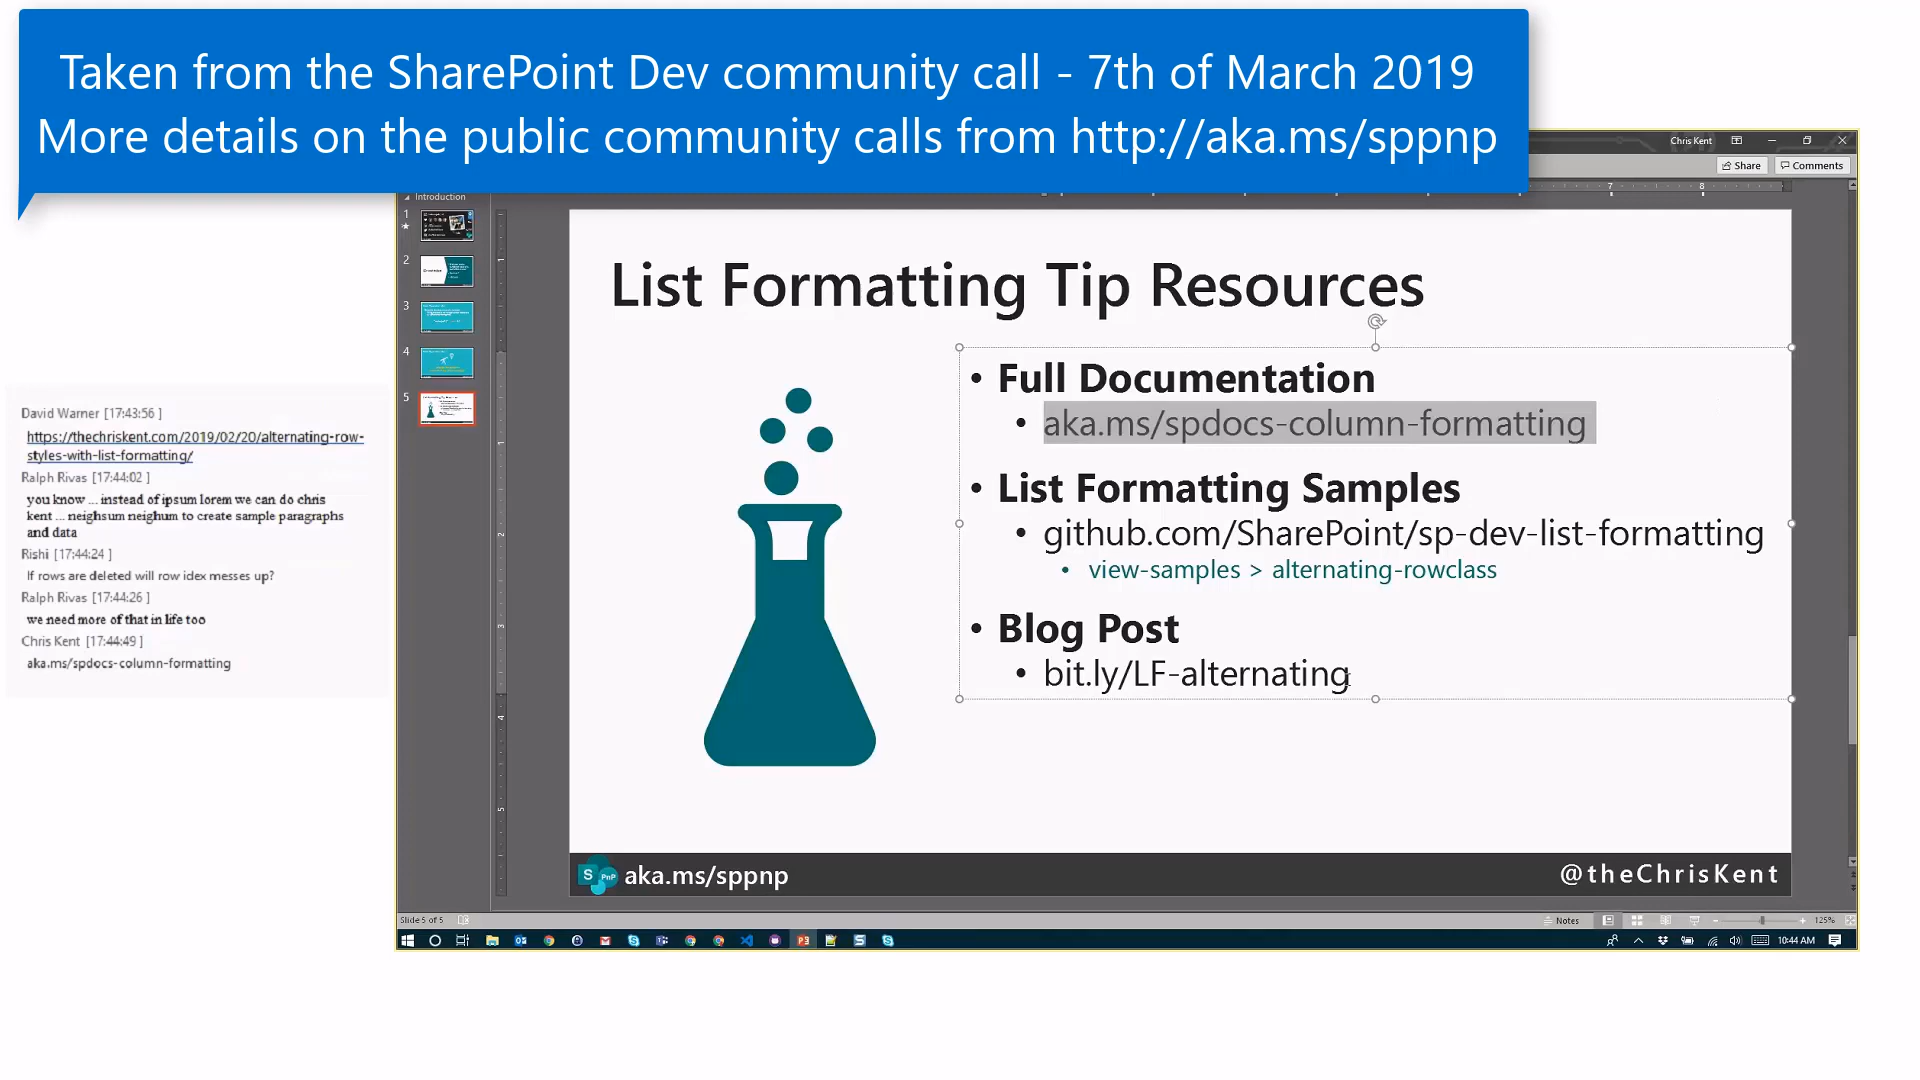 Taken from the SharePoint Dev community call - 7th of March 2019
More details on the public community calls from http://aka.ms/sppnp
Chris Kent
Share
Comments
Introduction
1
2
3
4
5
List Formatting Tip Resources
• Full Documentation
• aka.ms/spdocs-column-formatting
• List Formatting Samples
• github.com/SharePoint/sp-dev-list-formatting
• view-samples > alternating-rowclass
• Blog Post
• bit.ly/LF-alternating
S PnP aka.ms/sppnp
@theChrisKent
David Warner [17:43:56 ]
https://thechriskent.com/2019/02/20/alternating-row-
styles-with-list-formatting/
Ralph Rivas [17:44:02 ]
you know ... instead of ipsum lorem we can do chris
kent ... neighsum neighum to create sample paragraphs
and data
Rishi [17:44:24 ]
If rows are deleted will row idex messes up?
Ralph Rivas [17:44:26 ]
we need more of that in life too
Chris Kent [17:44:49 ]
aka.ms/spdocs-column-formatting
Slide 5 of 5
Notes
125%
10:44 AM